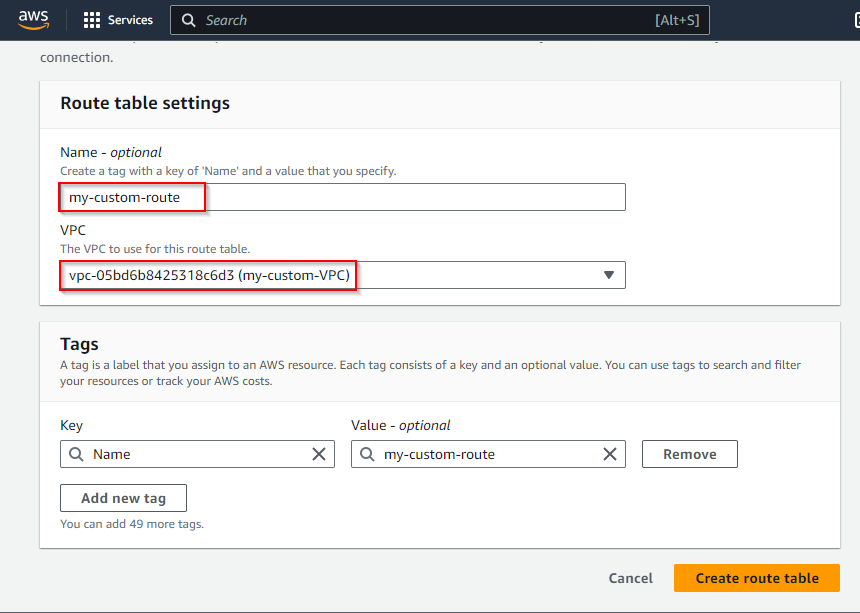 aws
Services
Search
[Alt+S]
connection.
Route table settings
Name - optional
Create a tag with a key of 'Name' and a value that you specify.
my-custom-route
VPC
The VPC to use for this route table.
vpc-05bd6b8425318c6d3 (my-custom-VPC)
Tags
A tag is a label that you assign to an AWS resource. Each tag consists of a key and an optional value. You can use tags to search and filter
your resources or track your AWS costs.
Key
Value - optional
Name
my-custom-route
Remove
Add new tag
You can add 49 more tags.
Cancel
Create route table